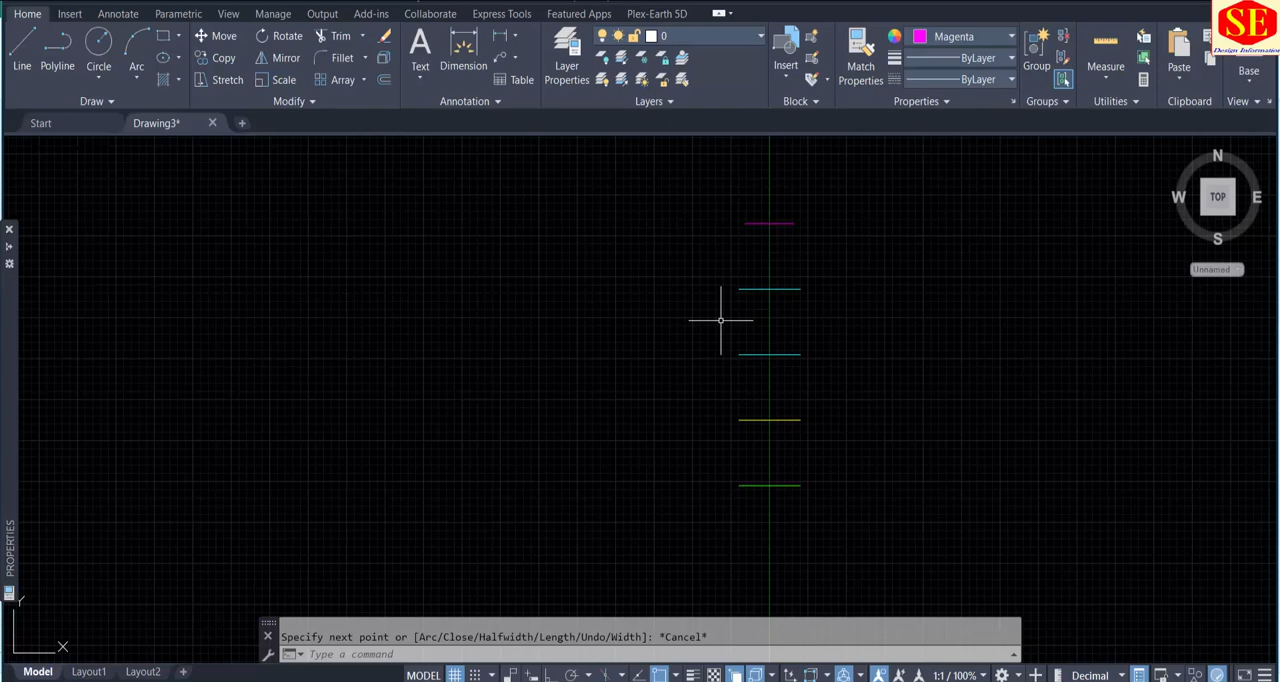 Home Insert Annotate Parametric View Manage Output Add-ins Collaborate Express Tools Featured Apps Plex-Earth 5D
SE
Design Information
Line Polyline Circle Arc
Move Rotate Trim
Copy Mirror Fillet
Stretch Scale Array
Text Dimension
Table
Layer Properties
0
Insert
Match Properties
Magenta
ByLayer
ByLayer
Group
Measure
Paste
Base
Draw Modify Annotation Layers Block Properties Groups Utilities Clipboard View
Start Drawing3*
N
W TOP E
S
Unnamed
PROPERTIES
Y
X
Specify next point or [Arc/Close/Halfwidth/Length/Undo/Width]: *Cancel*
Type a command
Model Layout1 Layout2
MODEL 1:1 / 100% Decimal